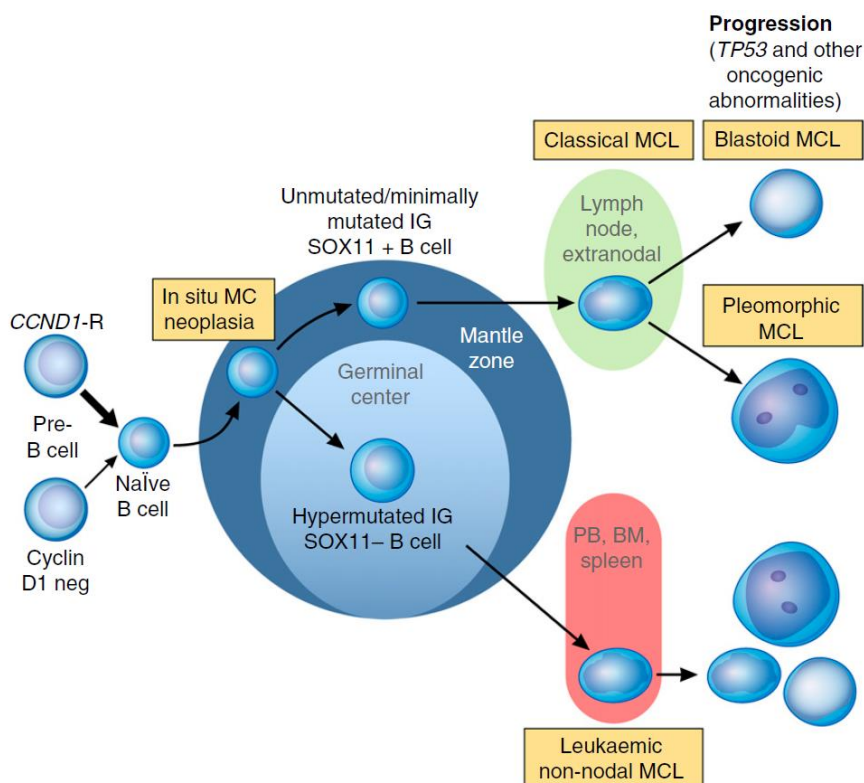 Progression
(TP53 and other
oncogenic
abnormalities)
Classical MCL
Blastoid MCL
Unmutated/minimally
mutated IG
SOX11 + B cell
Lymph
node,
extranodal
In situ MC
neoplasia
CCND1-R
Mantle
zone
Pleomorphic
MCL
Germinal
center
Pre-
B cell
NaÏve
B cell
Hypermutated IG
SOX11– B cell
Cyclin
D1 neg
PB, BM,
spleen
Leukaemic
non-nodal MCL